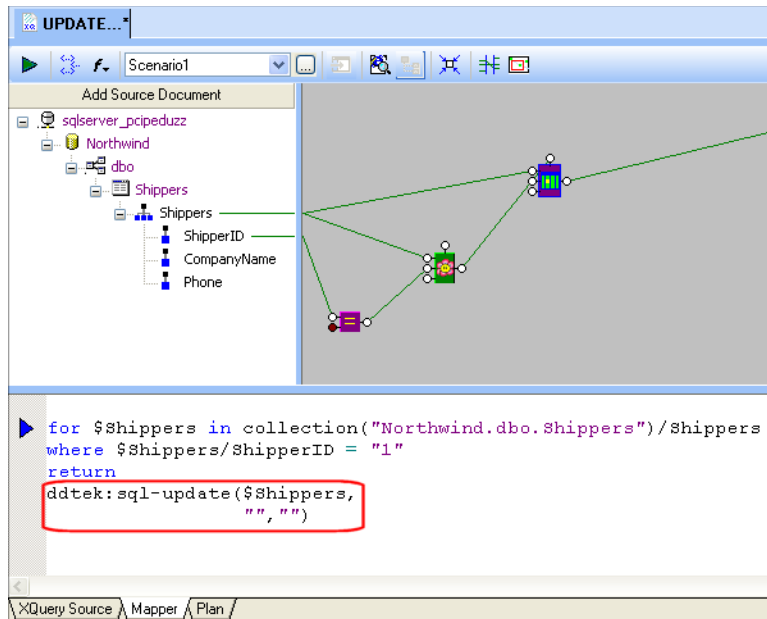 UPDATE...*
Scenario1
Add Source Document
sqlserver_pcipeduzz
Northwind
dbo
Shippers
Shippers
ShipperID
CompanyName
Phone
for $Shippers in collection("Northwind.dbo.Shippers")/Shippers
where $Shippers/ShipperID = "1"
return
ddtek:sql-update($Shippers,
"","")
XQuery Source Mapper Plan